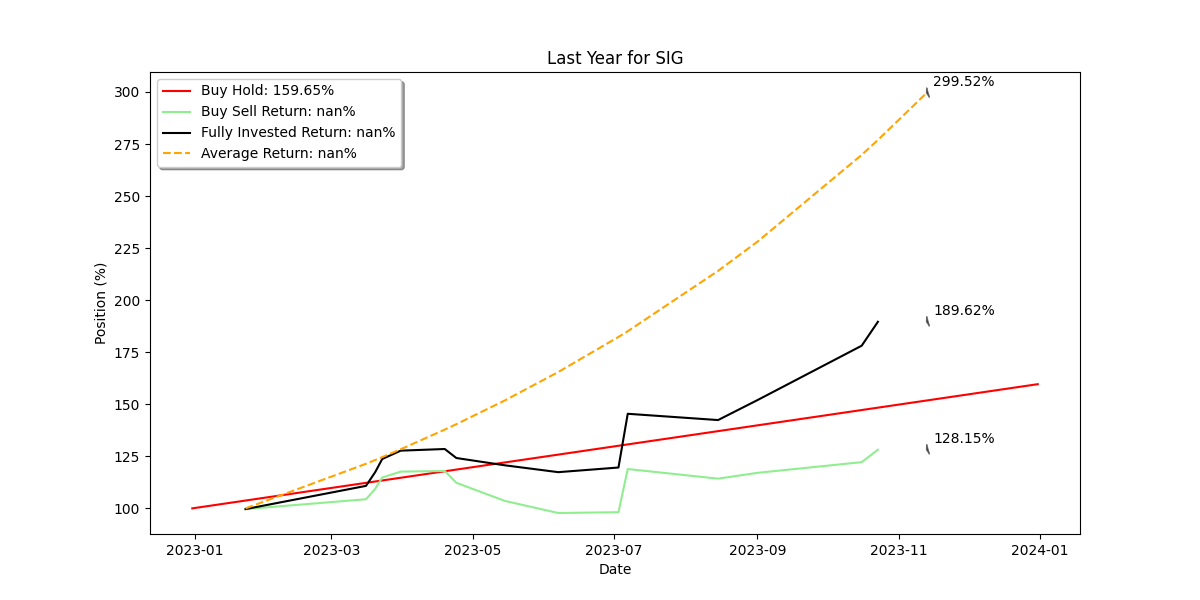 Last Year for SIG
Buy Hold: 159.65%
Buy Sell Return: nan%
Fully Invested Return: nan%
Average Return: nan%
299.52%
189.62%
128.15%
300
275
250
225
200
175
150
125
100
Position (%)
2023-01
2023-03
2023-05
2023-07
2023-09
2023-11
2024-01
Date